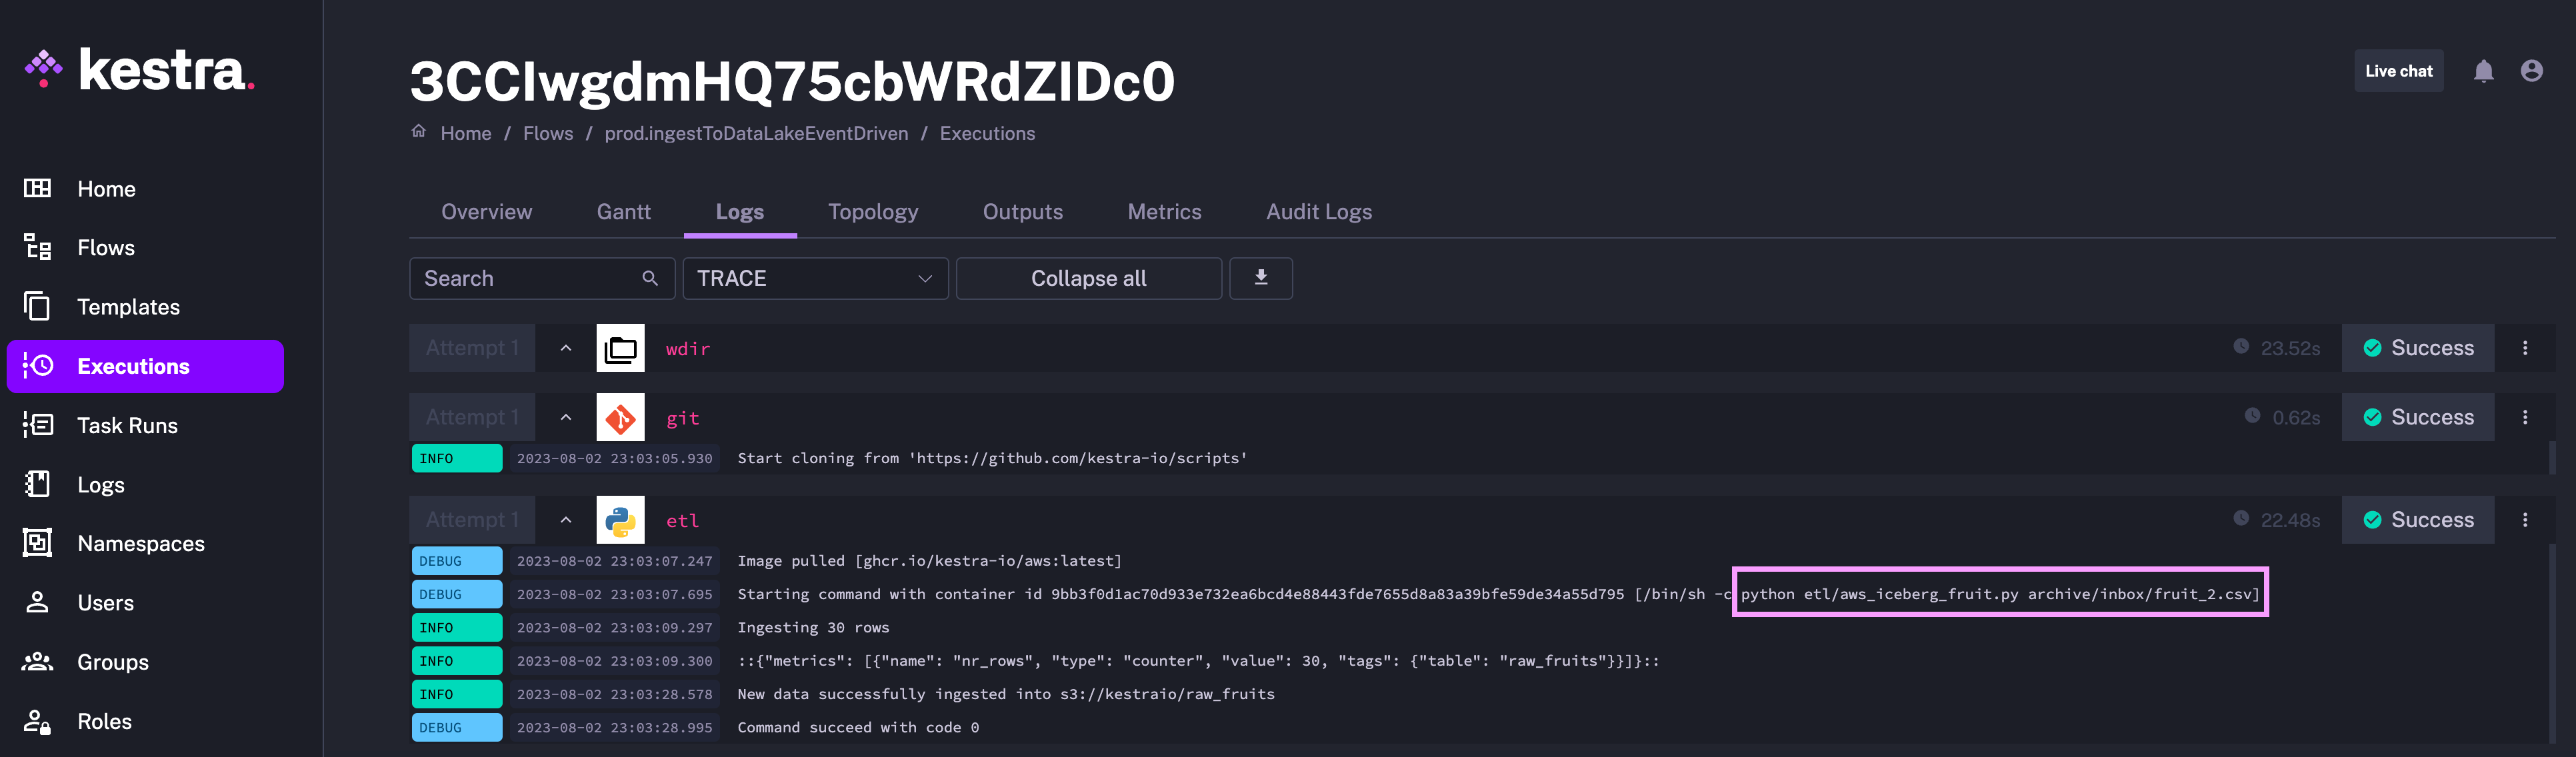 kestra.
Home
Flows
Templates
Executions
Task Runs
Logs
Namespaces
Users
Groups
Roles
3CCIwgdmHQ75cbWRdZIDc0
Live chat
Home / Flows / prod.ingestToDataLakeEventDriven / Executions
Overview Gantt Logs Topology Outputs Metrics Audit Logs
Search TRACE Collapse all
Attempt 1 wdir 23.52s Success
Attempt 1 git 0.62s Success
INFO 2023-08-02 23:03:05.930 Start cloning from 'https://github.com/kestra-io/scripts'
Attempt 1 etl 22.48s Success
DEBUG 2023-08-02 23:03:07.247 Image pulled [ghcr.io/kestra-io/aws:latest]
DEBUG 2023-08-02 23:03:07.695 Starting command with container id 9bb3f0d1ac70d933e732ea6bcd4e88443fde7655d8a83a39bfe59de34a55d795 [/bin/sh -c python etl/aws_iceberg_fruit.py archive/inbox/fruit_2.csv]
INFO 2023-08-02 23:03:09.297 Ingesting 30 rows
INFO 2023-08-02 23:03:09.300 ::{"metrics": [{"name": "nr_rows", "type": "counter", "value": 30, "tags": {"table": "raw_fruits"}}]}::
INFO 2023-08-02 23:03:28.578 New data successfully ingested into s3://kestraio/raw_fruits
DEBUG 2023-08-02 23:03:28.995 Command succeed with code 0